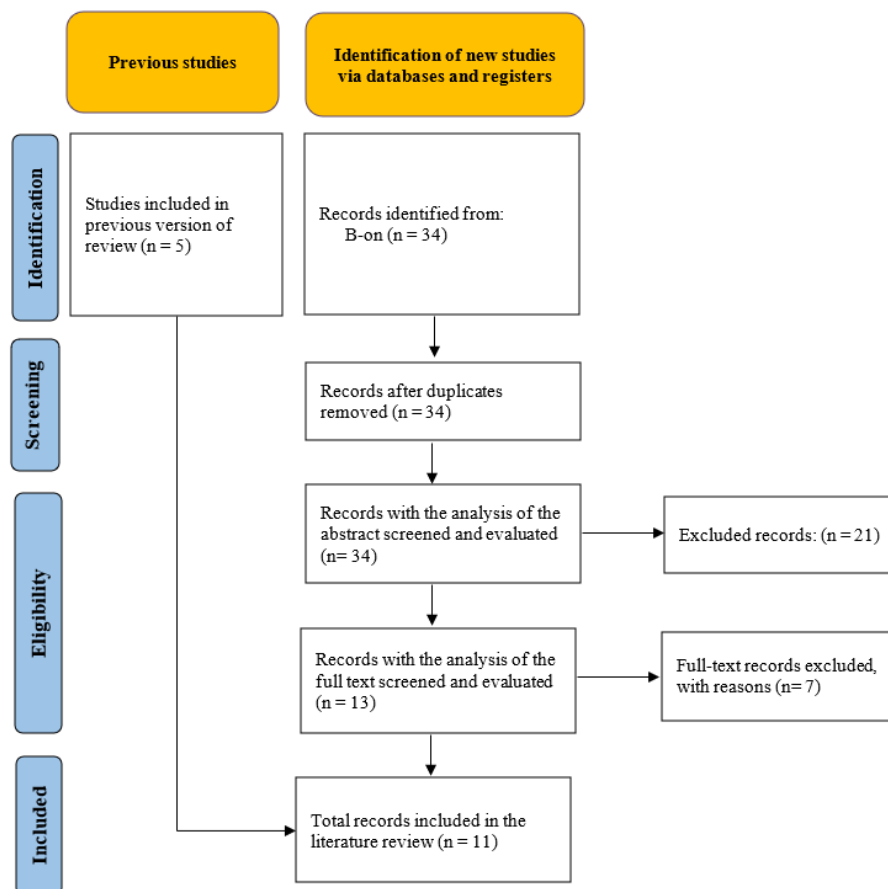 Previous studies
Identification of new studies
via databases and registers
Identification
Studies included in
previous version of
review (n = 5)
Records identified from:
B-on (n = 34)
Screening
Records after duplicates
removed (n = 34)
Eligibility
Records with the analysis of the
abstract screened and evaluated
(n= 34)
Excluded records: (n = 21)
Records with the analysis of the
full text screened and evaluated
(n = 13)
Full-text records excluded,
with reasons (n= 7)
Included
Total records included in the
literature review (n = 11)